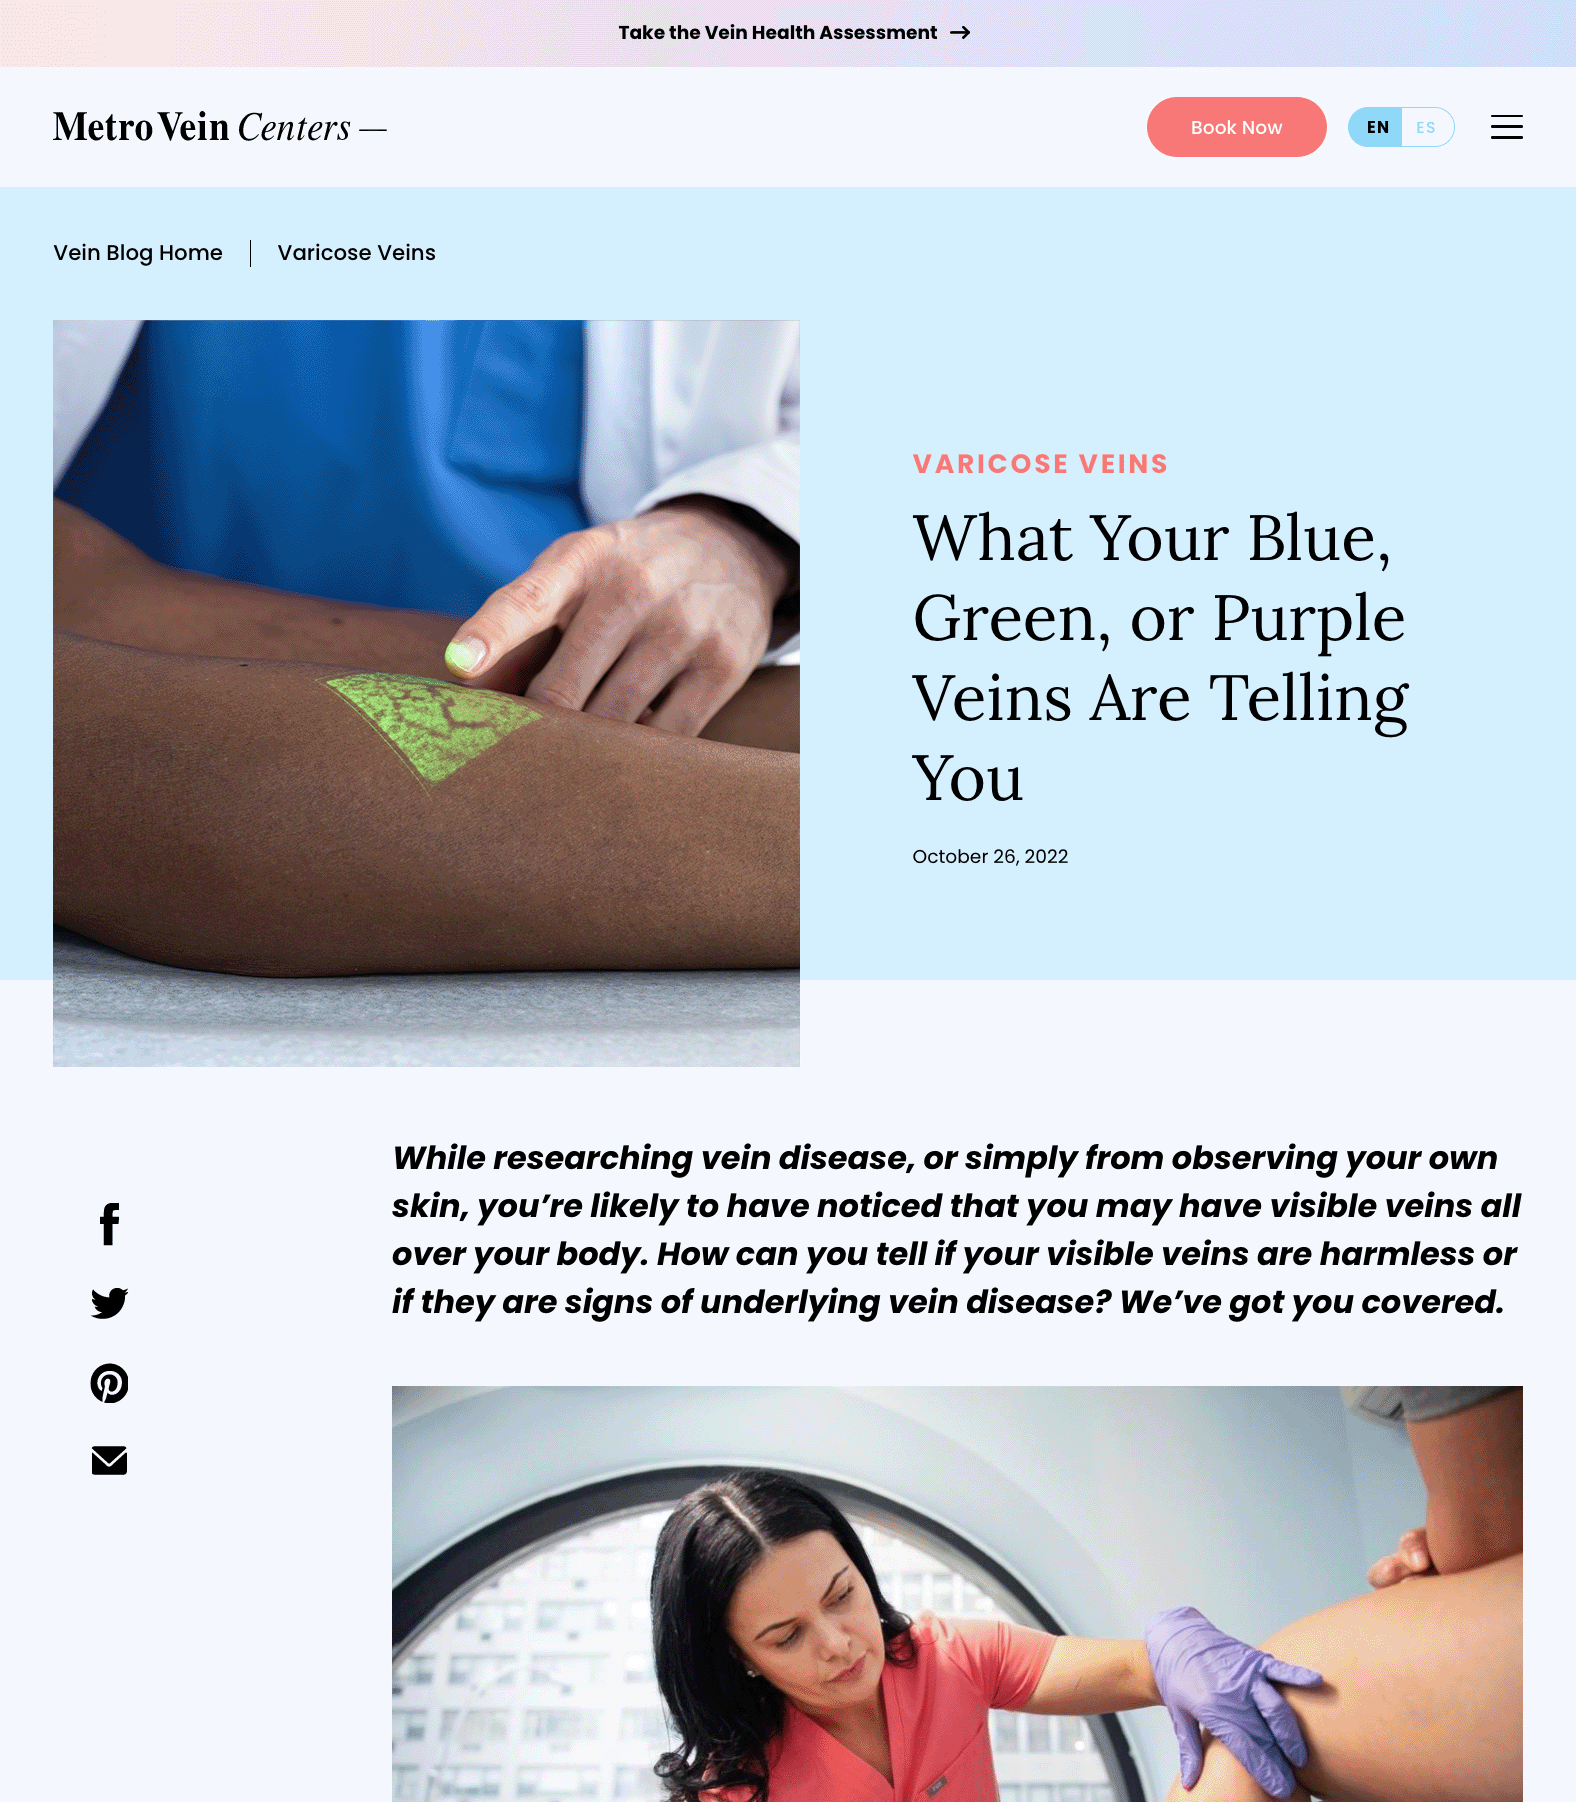 Take the Vein Health Assessment →
Metro Vein Centers —
Book Now
EN
ES
Vein Blog Home
Varicose Veins
VARICOSE VEINS
What Your Blue,
Green, or Purple
Veins Are Telling
You
October 26, 2022
While researching vein disease, or simply from observing your own
skin, you’re likely to have noticed that you may have visible veins all
over your body. How can you tell if your visible veins are harmless or
if they are signs of underlying vein disease? We’ve got you covered.